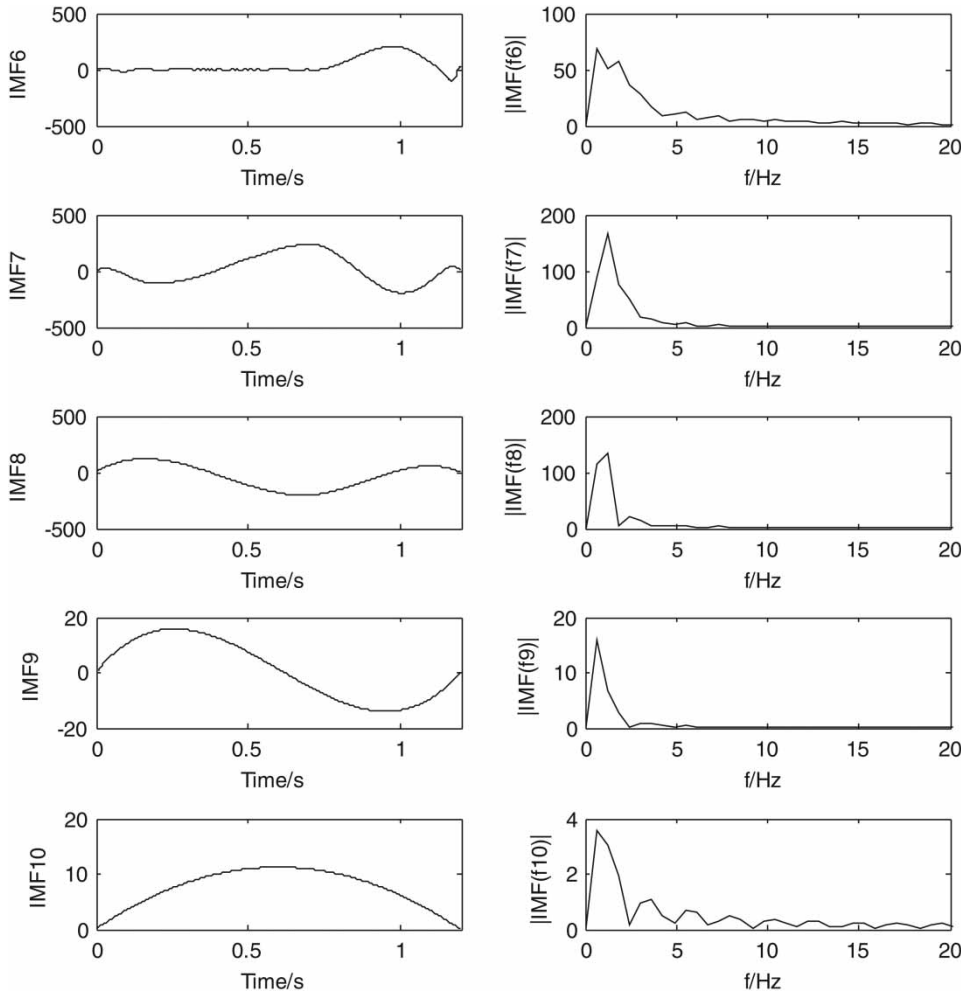 500
0
-500
IMF6
0 0.5 1
Time/s
100
50
0
|IMF(f6)|
0 5 10 15 20
f/Hz
500
0
-500
IMF7
0 0.5 1
Time/s
200
100
0
|IMF(f7)|
0 5 10 15 20
f/Hz
500
0
-500
IMF8
0 0.5 1
Time/s
200
100
0
|IMF(f8)|
0 5 10 15 20
f/Hz
20
0
-20
IMF9
0 0.5 1
Time/s
20
10
0
|IMF(f9)|
0 5 10 15 20
f/Hz
20
10
0
IMF10
0 0.5 1
Time/s
4
2
0
|IMF(f10)|
0 5 10 15 20
f/Hz